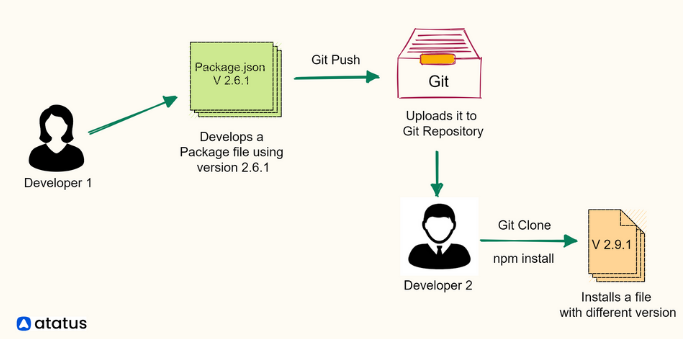 Package.json
V 2.6.1
Git Push
Git
Developer 1
Develops a
Package file using
version 2.6.1
Uploads it to
Git Repository
Developer 2
Git Clone
npm install
V 2.9.1
Installs a file
with different version
atatus